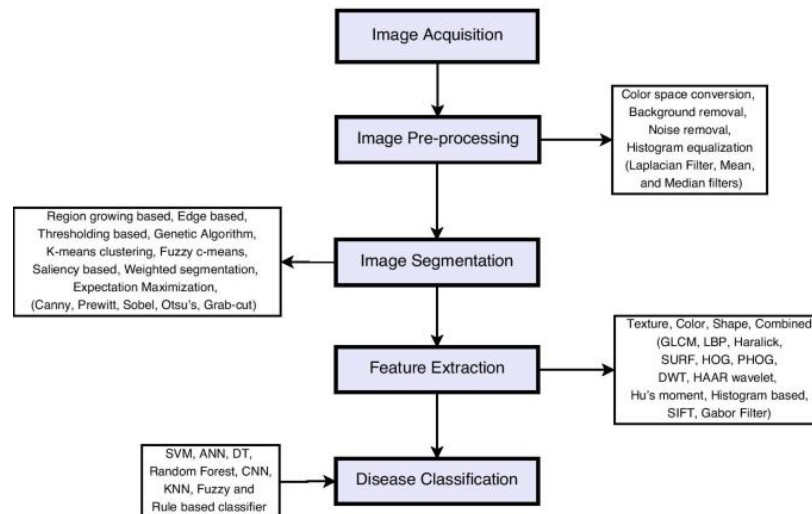 Image Acquisition
Image Pre-processing
Color space conversion,
Background removal,
Noise removal,
Histogram equalization
(Laplacian Filter, Mean,
and Median filters)
Region growing based, Edge based,
Thresholding based, Genetic Algorithm,
K-means clustering, Fuzzy c-means,
Saliency based, Weighted segmentation,
Expectation Maximization,
(Canny, Prewitt, Sobel, Otsu's, Grab-cut)
Image Segmentation
Feature Extraction
Texture, Color, Shape, Combined
(GLCM, LBP, Haralick,
SURF, HOG, PHOG,
DWT, HAAR wavelet,
Hu's moment, Histogram based,
SIFT, Gabor Filter)
SVM, ANN, DT,
Random Forest, CNN,
KNN, Fuzzy and
Rule based classifier
Disease Classification